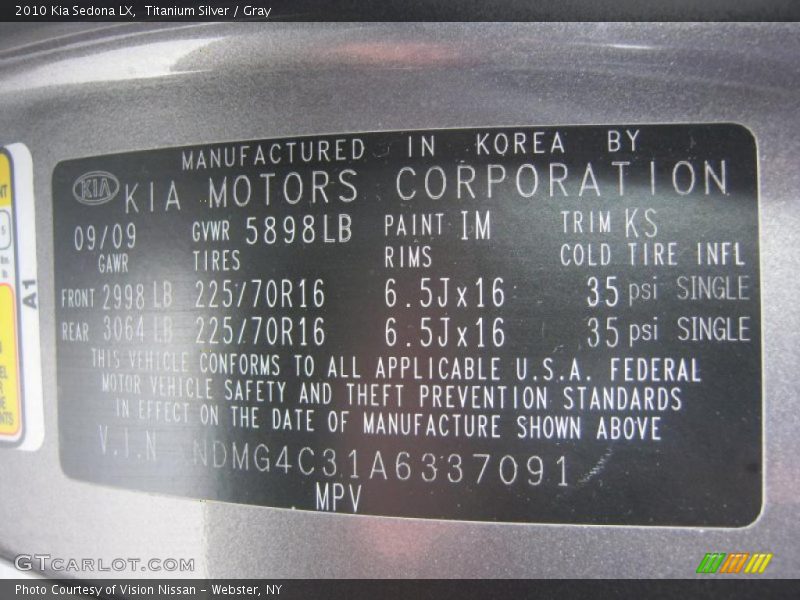 2010 Kia Sedona LX, Titanium Silver / Gray
MANUFACTURED IN KOREA BY
KIA KIA MOTORS CORPORATION
09/09 GVWR 5898LB PAINT IM TRIM KS
GAWR TIRES RIMS COLD TIRE INFL
FRONT 2998 LB 225/70R16 6.5Jx16 35 psi SINGLE
REAR 3064 LB 225/70R16 6.5Jx16 35 psi SINGLE
THIS VEHICLE CONFORMS TO ALL APPLICABLE U.S.A. FEDERAL
MOTOR VEHICLE SAFETY AND THEFT PREVENTION STANDARDS
IN EFFECT ON THE DATE OF MANUFACTURE SHOWN ABOVE
V.I.N NDMG4C31A6337091
MPV
A1
GTCARLOT.COM
Photo Courtesy of Vision Nissan - Webster, NY